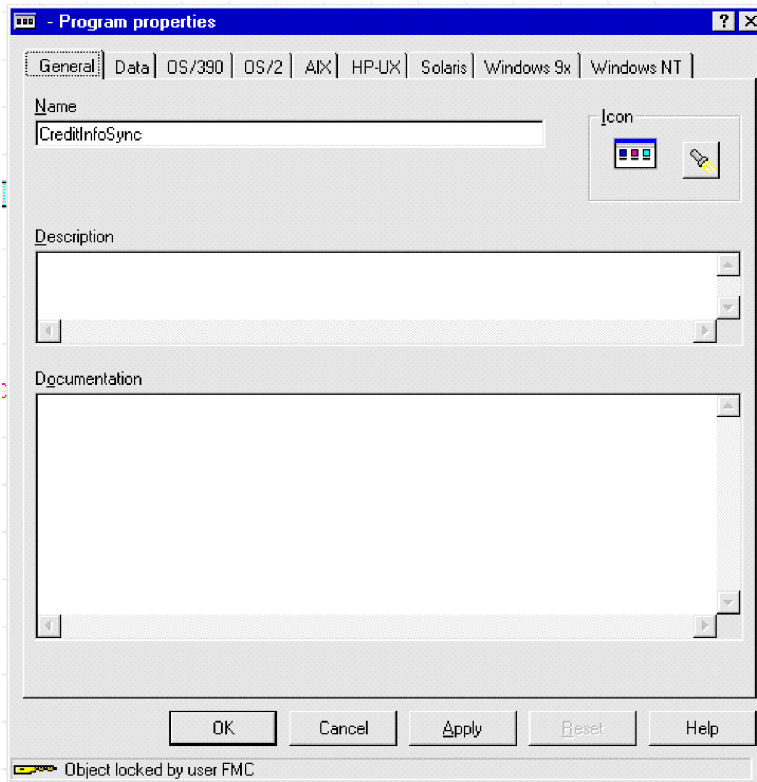 - Program properties
General Data OS/390 OS/2 AIX HP-UX Solaris Windows 9x Windows NT
Name
CreditInfoSync
Icon
Description
Documentation
OK Cancel Apply Reset Help
Object locked by user FMC